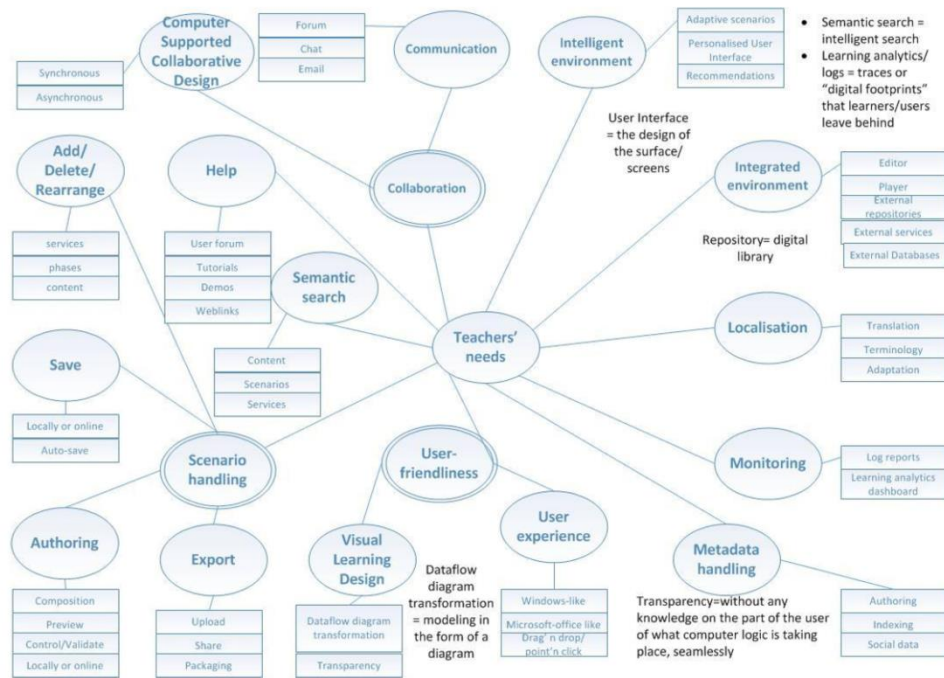 Computer
Supported
Collaborative
Design
Synchronous
Asynchronous
Forum
Chat
Email
Communication
Intelligent
environment
Adaptive scenarios
Personalised User
Interface
Recommendations
• Semantic search =
intelligent search
• Learning analytics/
logs = traces or
“digital footprints”
that learners/users
leave behind
User Interface
= the design of
the surface/
screens
Add/
Delete/
Rearrange
services
phases
content
Help
User forum
Tutorials
Demos
Weblinks
Collaboration
Integrated
environment
Editor
Player
External
repositories
External services
External Databases
Repository= digital
library
Semantic
search
Content
Scenarios
Services
Teachers’
needs
Localisation
Translation
Terminology
Adaptation
Save
Locally or online
Auto-save
Scenario
handling
User-
friendliness
Monitoring
Log reports
Learning analytics
dashboard
Authoring
Composition
Preview
Control/Validate
Locally or online
Export
Upload
Share
Packaging
Visual
Learning
Design
Dataflow diagram
transformation
Transparency
Dataflow
diagram
transformation
= modeling in
the form of a
diagram
User
experience
Windows-like
Microsoft-office like
Drag’ n drop/
point’n click
Metadata
handling
Transparency=without any
knowledge on the part of the user
of what computer logic is taking
place, seamlessly
Authoring
Indexing
Social data